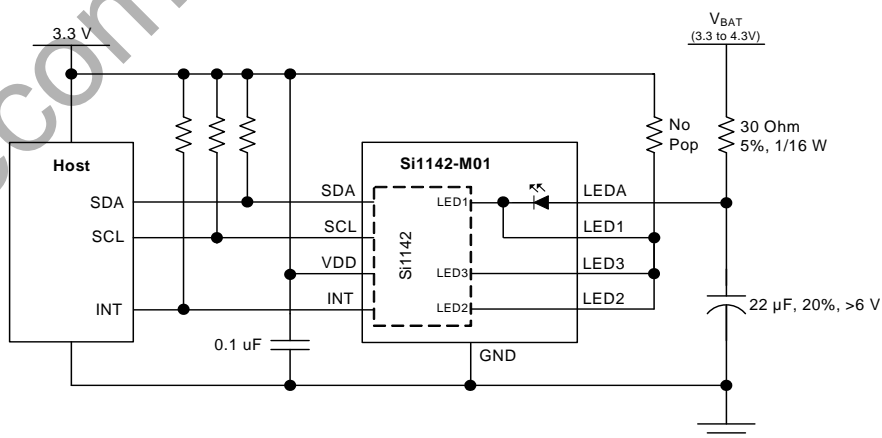 com
3.3 V
V_BAT
(3.3 to 4.3V)
No
Pop
30 Ohm
5%, 1/16 W
Host
Si1142-M01
SDA
SDA
LED1
LEDA
SCL
SCL
LED1
Si1142
VDD
LED3
LED3
INT
INT
LED2
LED2
22 µF, 20%, >6 V
0.1 uF
GND